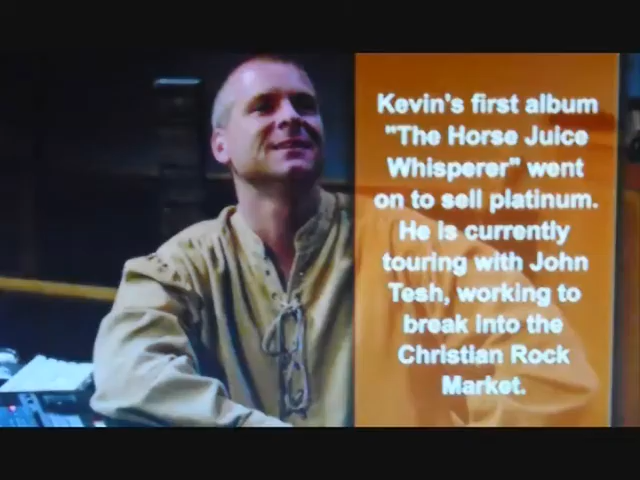 Kevin's first album
"The Horse Juice
Whisperer" went
on to sell platinum.
He is currently
touring with John
Tesh, working to
break into the
Christian Rock
Market.